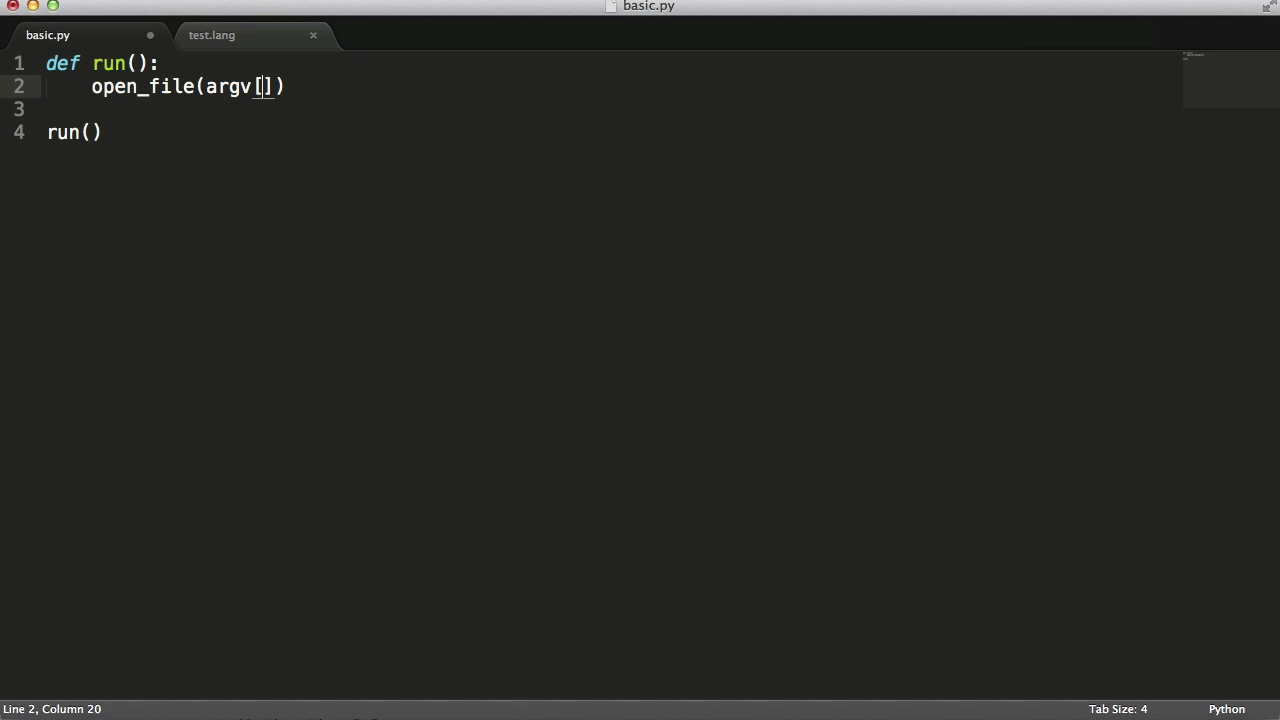 basic.py
basic.py
test.lang
1 def run():
2     open_file(argv[])
3
4 run()
Line 2, Column 20
Tab Size: 4
Python